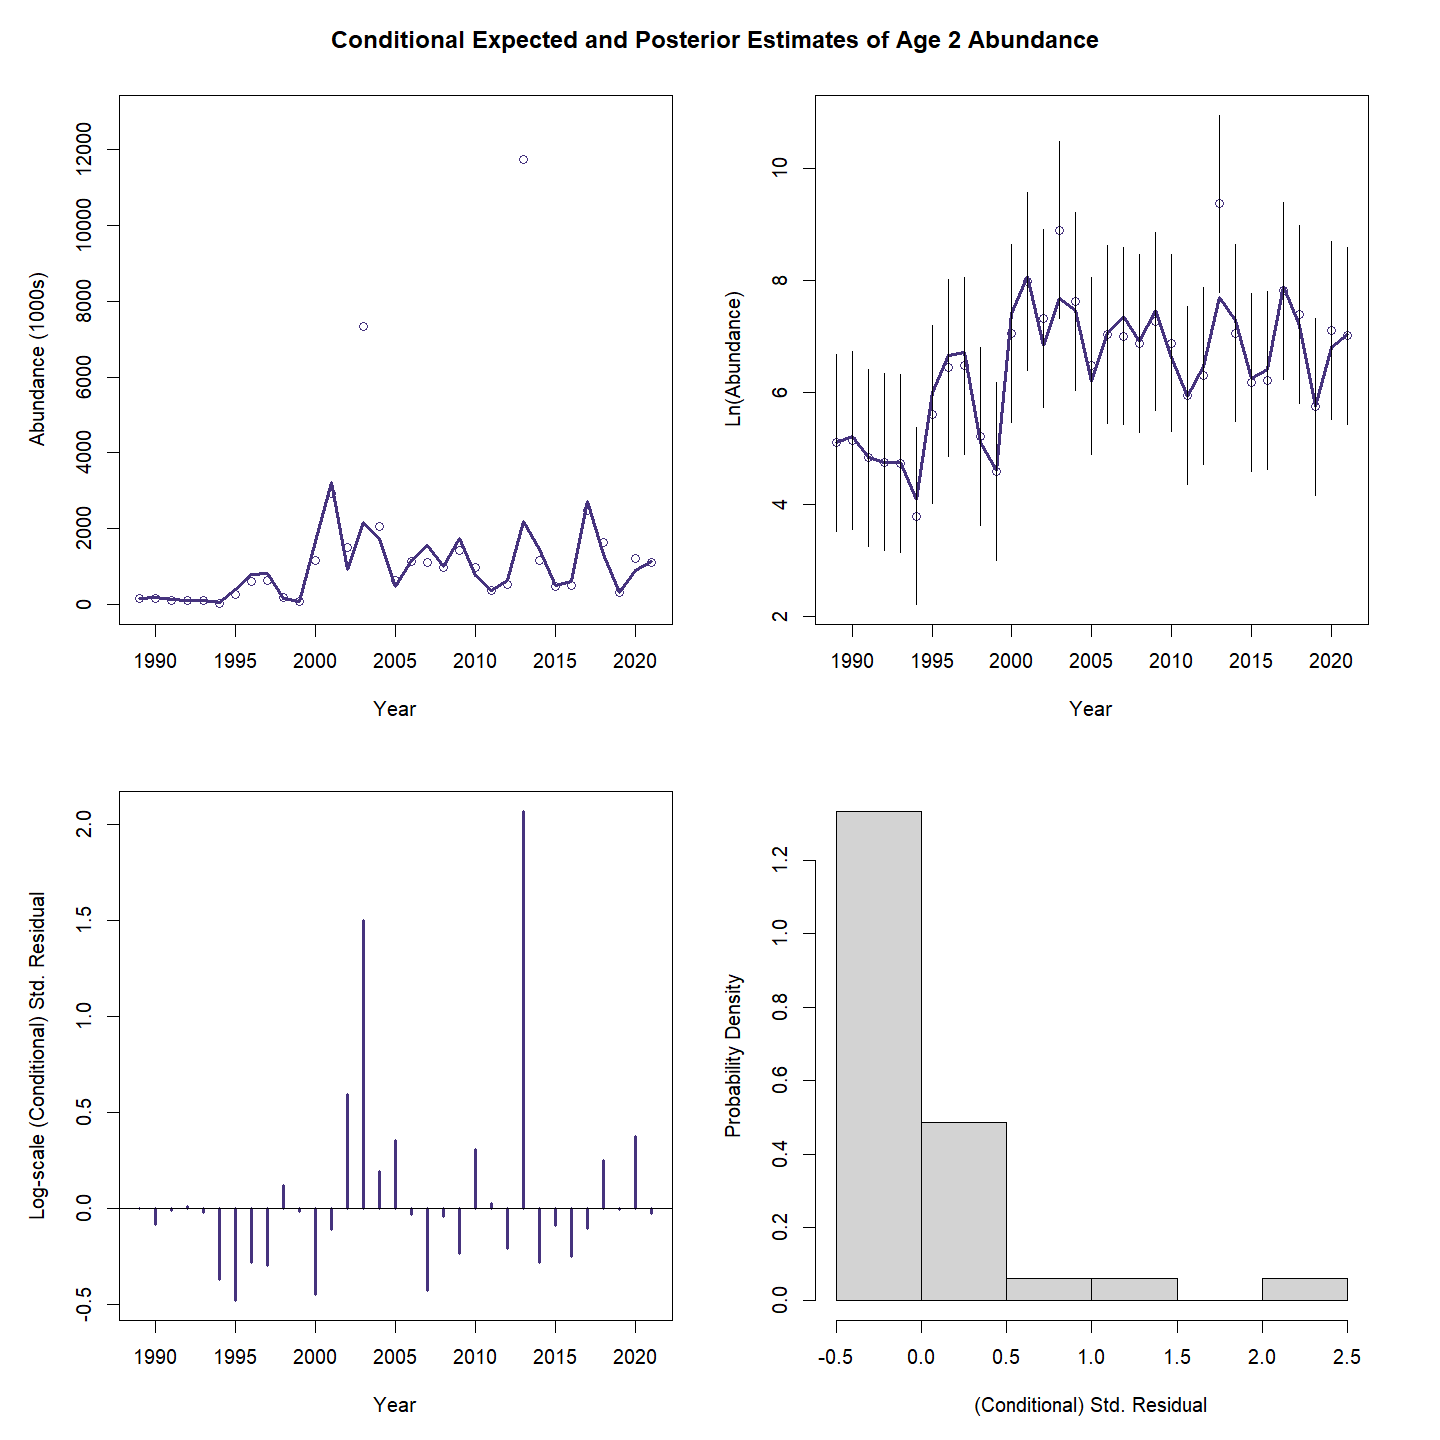 Conditional Expected and Posterior Estimates of Age 2 Abundance
Abundance (1000s)
12000
10000
8000
6000
4000
2000
0
1990 1995 2000 2005 2010 2015 2020
Year
Ln(Abundance)
10
8
6
4
2
1990 1995 2000 2005 2010 2015 2020
Year
Log-scale (Conditional) Std. Residual
2.0
1.5
1.0
0.5
0.0
-0.5
1990 1995 2000 2005 2010 2015 2020
Year
Probability Density
1.2
1.0
0.8
0.6
0.4
0.2
0.0
-0.5 0.0 0.5 1.0 1.5 2.0 2.5
(Conditional) Std. Residual